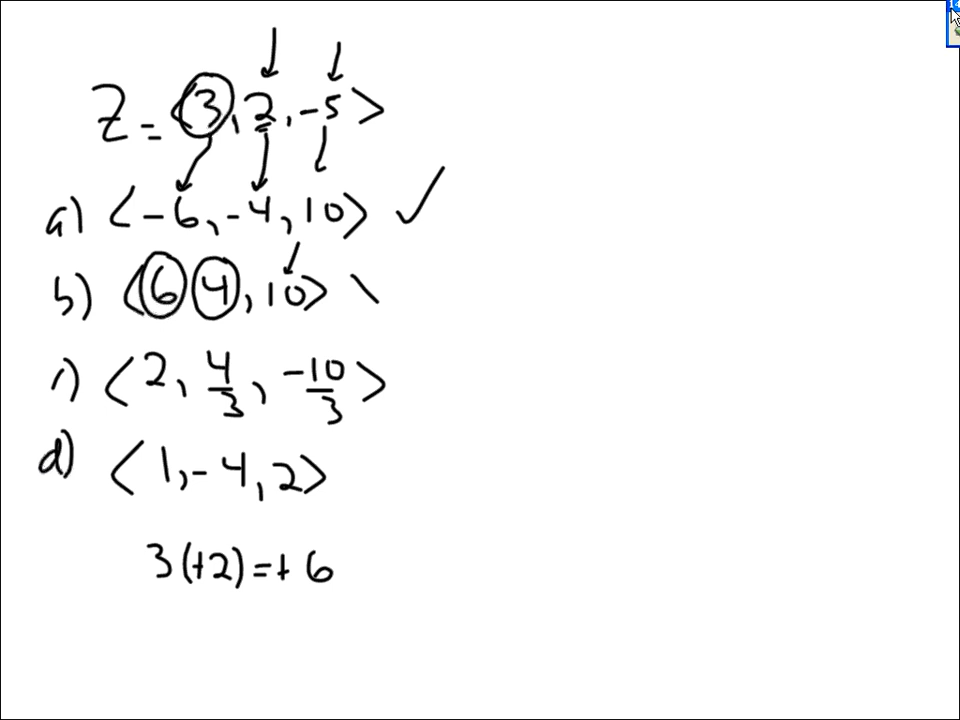 Z = <3, 2, -5>
a) <-6, -4, 10> ✓
b) <6 4, 10> \
c) <2, 4/3, -10/3>
d) <1, -4, 2>
3(+2) = + 6